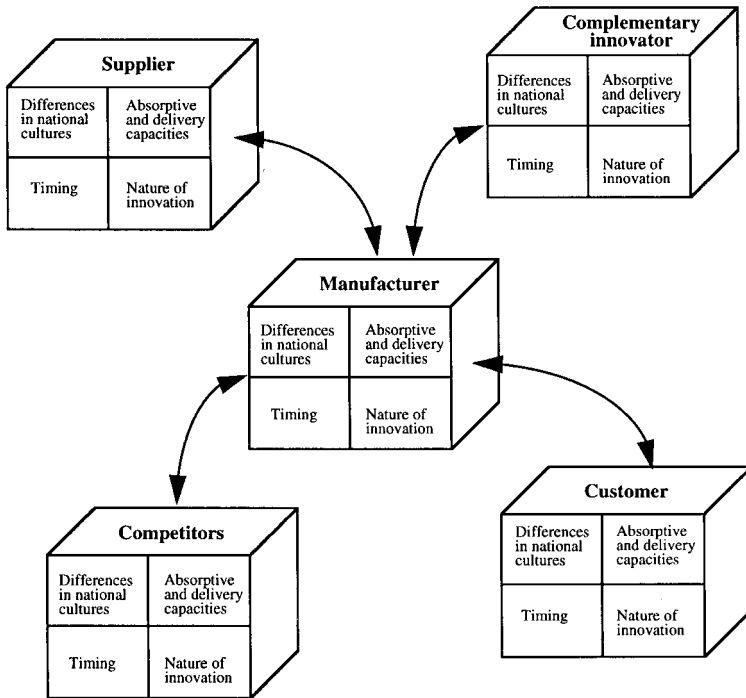 Supplier
Differences
in national
cultures
Absorptive
and delivery
capacities
Timing
Nature of
innovation
Complementary
innovator
Differences
in national
cultures
Absorptive
and delivery
capacities
Timing
Nature of
innovation
Manufacturer
Differences
in national
cultures
Absorptive
and delivery
capacities
Timing
Nature of
innovation
Competitors
Differences
in national
cultures
Absorptive
and delivery
capacities
Timing
Nature of
innovation
Customer
Differences
in national
cultures
Absorptive
and delivery
capacities
Timing
Nature of
innovation